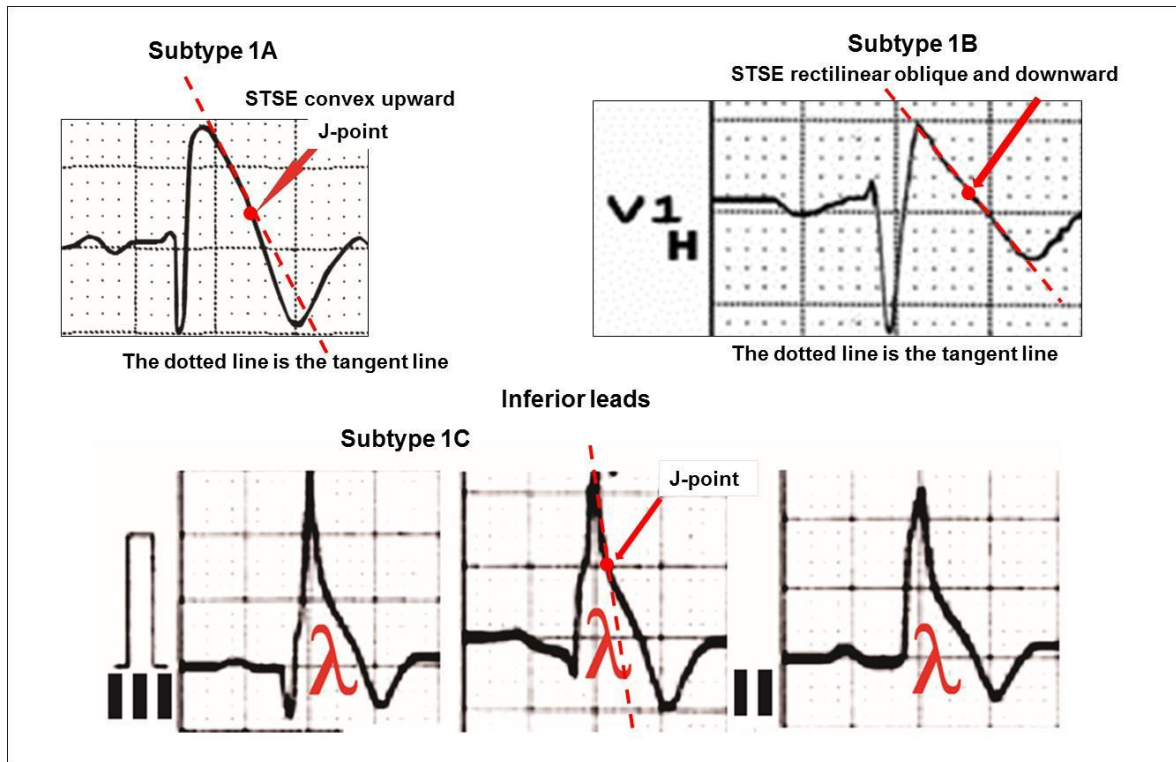 Subtype 1A
STSE convex upward
J-point
The dotted line is the tangent line
Subtype 1B
STSE rectilinear oblique and downward
V1
H
The dotted line is the tangent line
Inferior leads
Subtype 1C
J-point
III
λ
λ
II
λ